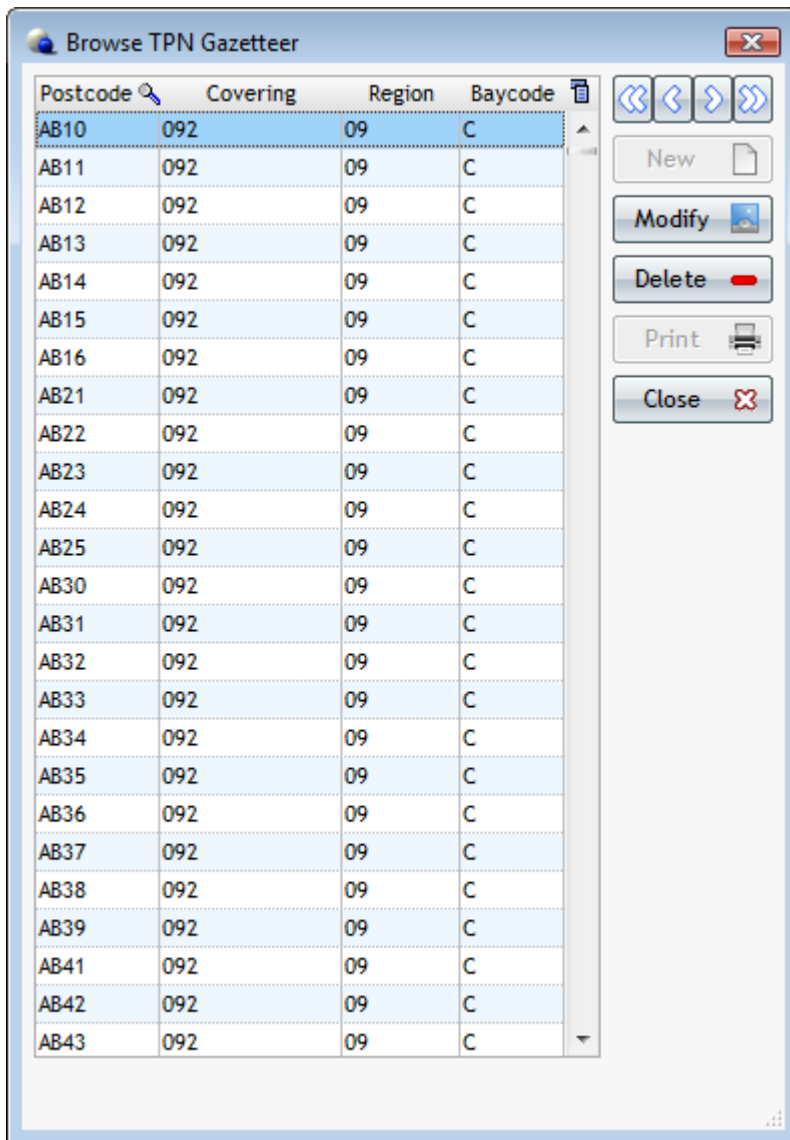 Browse TPN Gazetteer
Postcode Covering Region Baycode
AB10 092 09 C
AB11 092 09 C
AB12 092 09 C
AB13 092 09 C
AB14 092 09 C
AB15 092 09 C
AB16 092 09 C
AB21 092 09 C
AB22 092 09 C
AB23 092 09 C
AB24 092 09 C
AB25 092 09 C
AB30 092 09 C
AB31 092 09 C
AB32 092 09 C
AB33 092 09 C
AB34 092 09 C
AB35 092 09 C
AB36 092 09 C
AB37 092 09 C
AB38 092 09 C
AB39 092 09 C
AB41 092 09 C
AB42 092 09 C
AB43 092 09 C
New
Modify
Delete
Print
Close